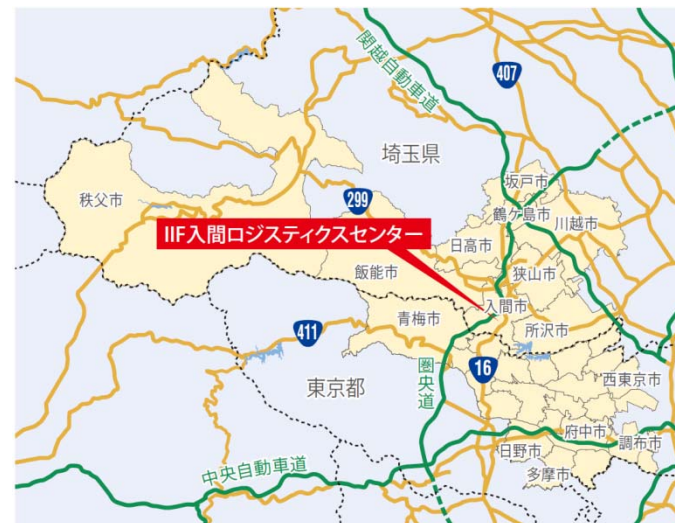 関越自動車道
407
埼玉県
坂戸市
秩父市
299
鶴ヶ島市
川越市
IIF入間ロジスティクスセンター
日高市
飯能市
狭山市
入間市
青梅市
所沢市
411
圏央道
16
東京都
西東京市
府中市
日野市
調布市
多摩市
中央自動車道